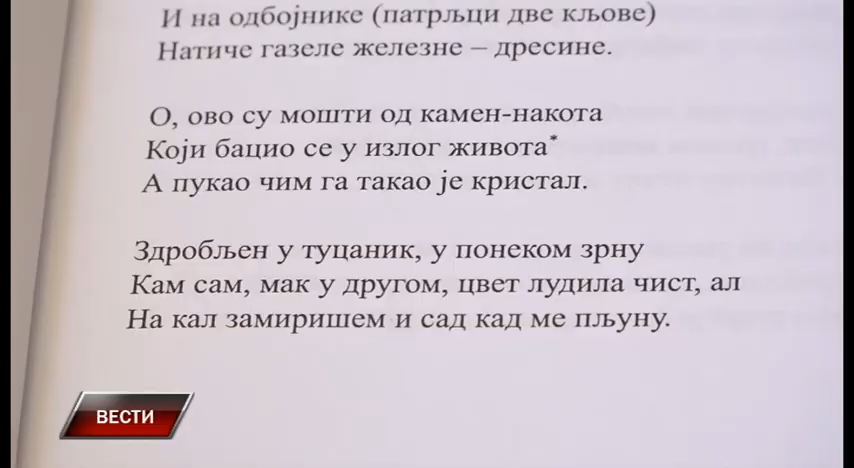 И на одбојнике (патрљци две кљове)
Натиче газеле железне – дресине.
О, ово су мошти од камен-накота
Који бацио се у излог живота*
А пукао чим га такао је кристал.
Здробљен у туцаник, у понеком зрну
Кам сам, мак у другом, цвет лудила чист, ал
На кал замиришем и сад кад ме пљуну.
ВЕСТИ